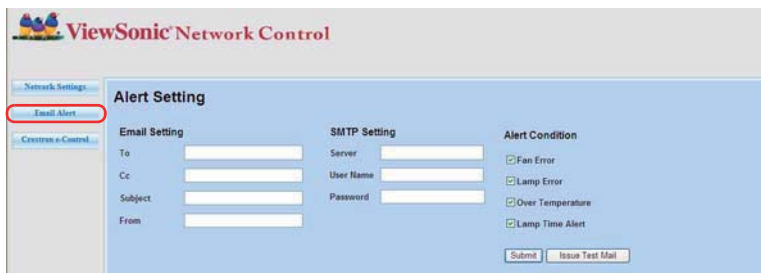 ViewSonic® Network Control
Network Settings
Email Alert
Crestron e-Control
Alert Setting
Email Setting
To
Cc
Subject
From
SMTP Setting
Server
User Name
Password
Alert Condition
Fan Error
Lamp Error
Over Temperature
Lamp Time Alert
Submit
Issue Test Mail